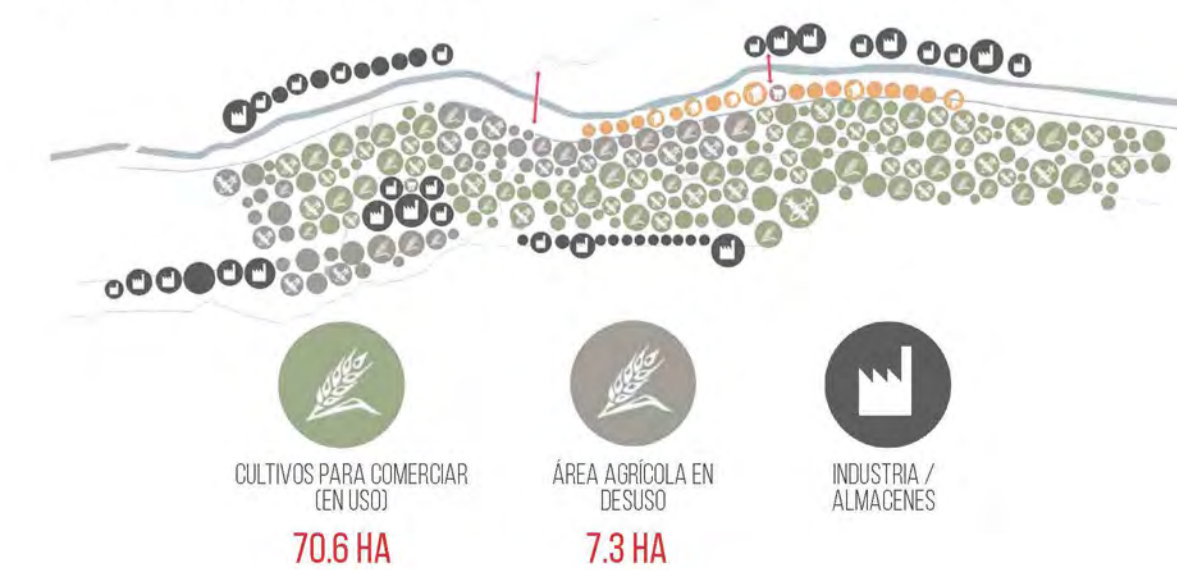 CULTIVOS PARA COMERCIAR
(EN USO)
70.6 HA
ÁREA AGRÍCOLA EN
DESUSO
7.3 HA
INDUSTRIA /
ALMACENES